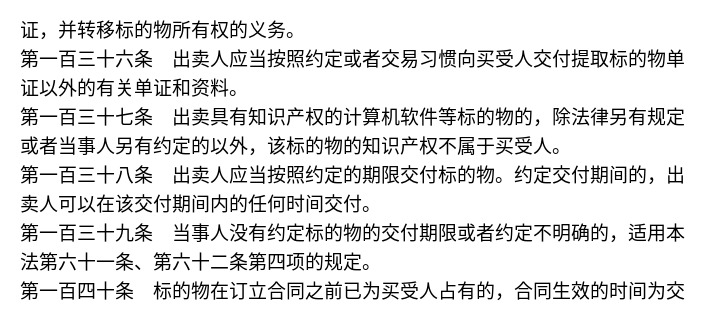 证，并转移标的物所有权的义务。
第一百三十六条　出卖人应当按照约定或者交易习惯向买受人交付提取标的物单
证以外的有关单证和资料。
第一百三十七条　出卖具有知识产权的计算机软件等标的物的，除法律另有规定
或者当事人另有约定的以外，该标的物的知识产权不属于买受人。
第一百三十八条　出卖人应当按照约定的期限交付标的物。约定交付期间的，出
卖人可以在该交付期间内的任何时间交付。
第一百三十九条　当事人没有约定标的物的交付期限或者约定不明确的，适用本
法第六十一条、第六十二条第四项的规定。
第一百四十条　标的物在订立合同之前已为买受人占有的，合同生效的时间为交